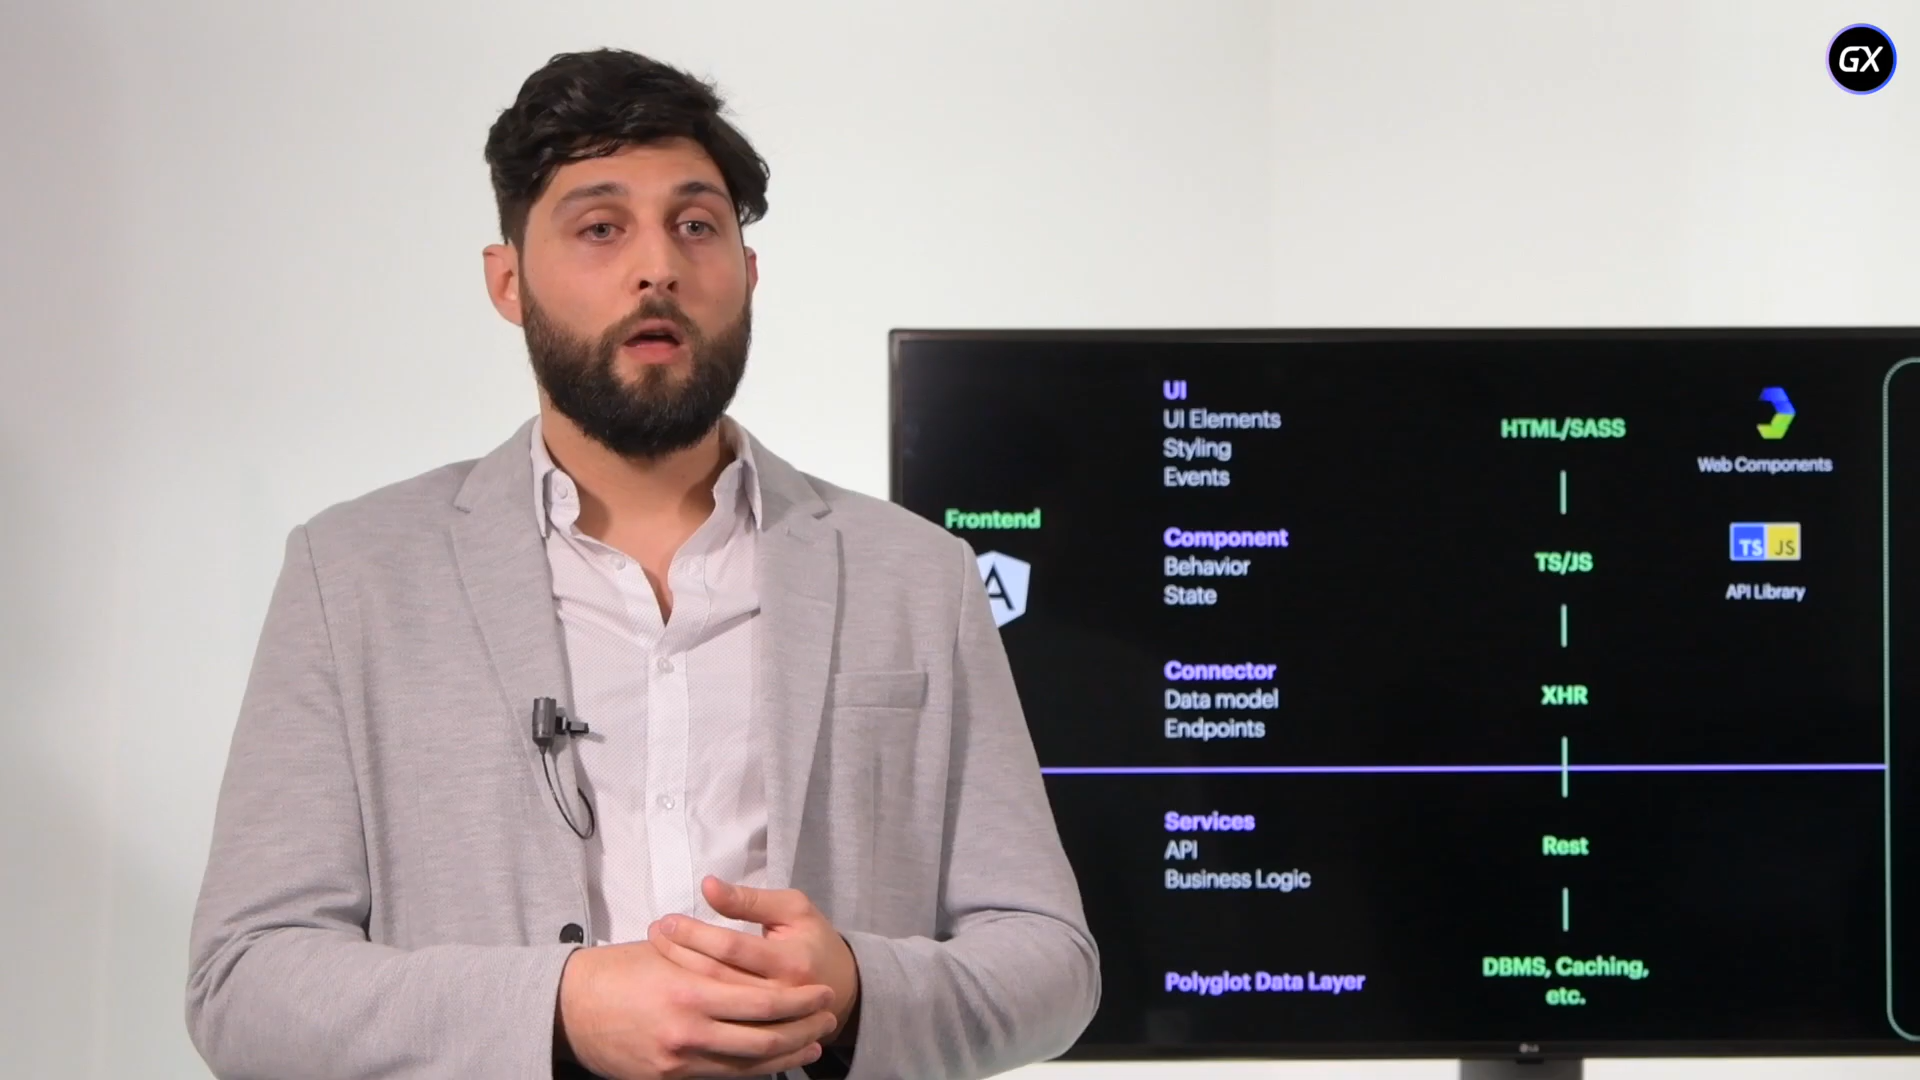 GX
Frontend
A
UI
UI Elements
Styling
Events
Component
Behavior
State
Connector
Data model
Endpoints
Services
API
Business Logic
Polyglot Data Layer
HTML/SASS
TS/JS
XHR
Rest
DBMS, Caching,
etc.
Web Components
TS JS
API Library
LG